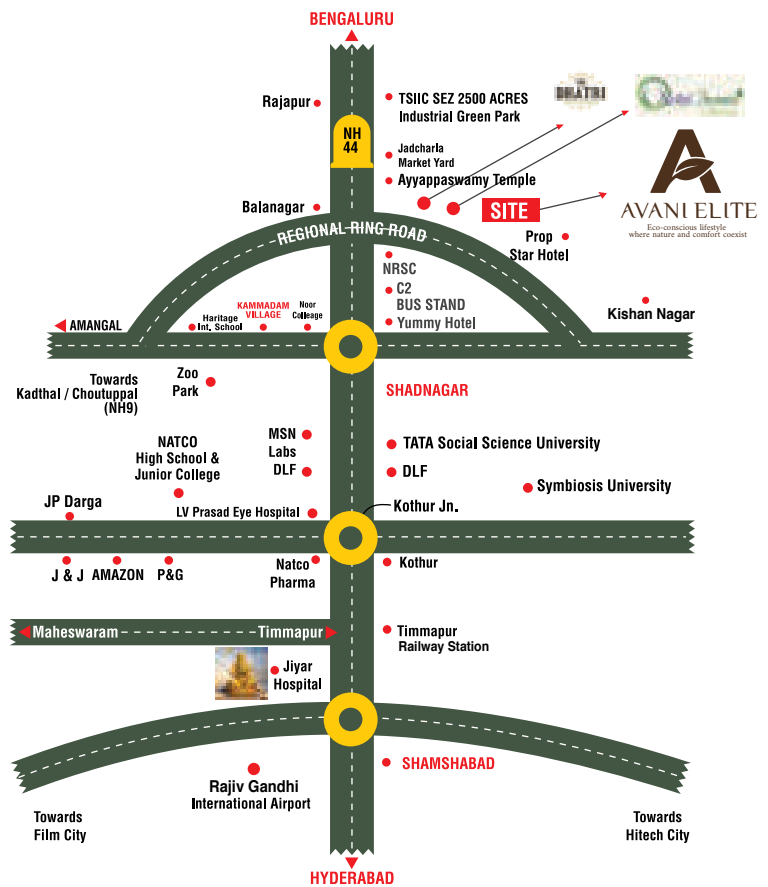 BENGALURU
Rajapur
TSIIC SEZ 2500 ACRES
Industrial Green Park
NH
44
Jadcharla
Market Yard
Ayyappaswamy Temple
BHATRI
AVANI ELITE
Eco-conscious lifestyle
where nature and comfort coexist
Balanagar
SITE
REGIONAL RING ROAD
Prop
Star Hotel
NRSC
C2
BUS STAND
Yummy Hotel
Kishan Nagar
AMANGAL
Haritage
Int. School
KAMMADAM
VILLAGE
Noor
Colleage
Towards
Kadthal / Choutuppal
(NH9)
Zoo
Park
SHADNAGAR
NATCO
High School &
Junior College
MSN
Labs
DLF
TATA Social Science University
DLF
Symbiosis University
JP Darga
LV Prasad Eye Hospital
Kothur Jn.
J & J
AMAZON
P&G
Natco
Pharma
Kothur
Maheswaram
Timmapur
Timmapur
Railway Station
Jiyar
Hospital
SHAMSHABAD
Rajiv Gandhi
International Airport
Towards
Film City
Towards
Hitech City
HYDERABAD